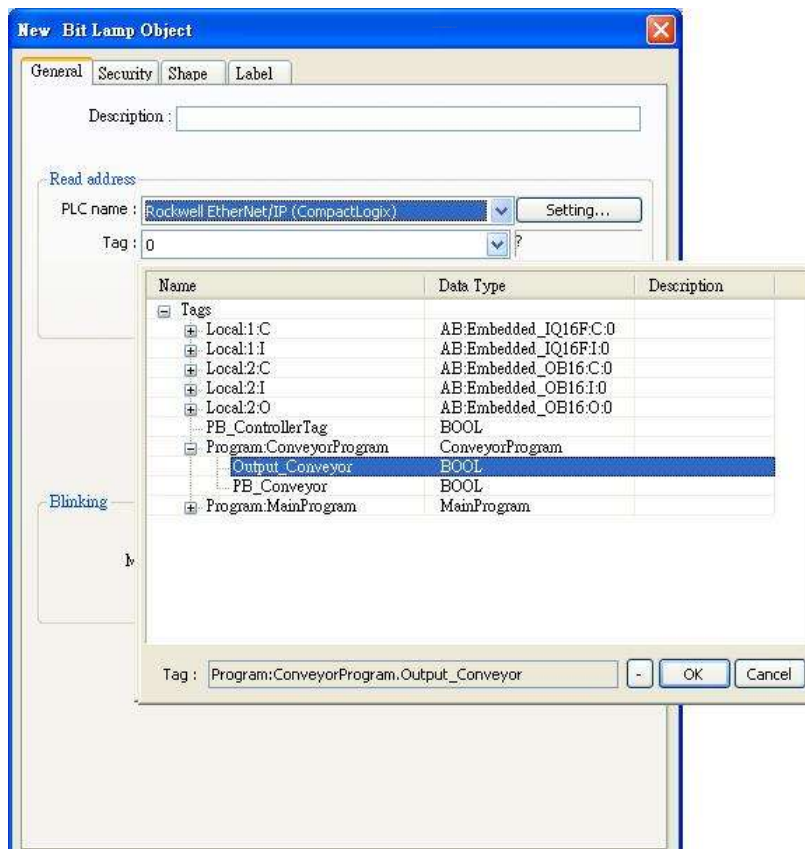 New Bit Lamp Object
General Security Shape Label
Description :
Read address
PLC name : Rockwell EtherNet/IP (CompactLogix) Setting...
Tag : 0 ?
Name Data Type Description
Tags
Local:1:C AB:Embedded_IQ16F:C:0
Local:1:I AB:Embedded_IQ16F:I:0
Local:2:C AB:Embedded_OB16:C:0
Local:2:I AB:Embedded_OB16:I:0
Local:2:O AB:Embedded_OB16:O:0
PB_ControllerTag BOOL
Program:ConveyorProgram ConveyorProgram
Output_Conveyor BOOL
PB_Conveyor BOOL
Blinking
Program:MainProgram MainProgram
Tag : Program:ConveyorProgram.Output_Conveyor - OK Cancel